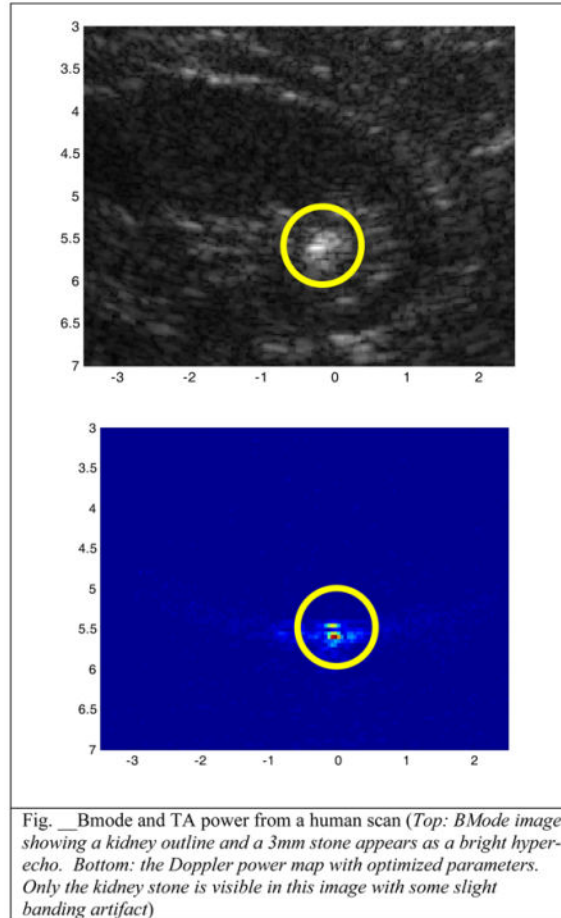 3
3.5
4
4.5
5
5.5
6
6.5
7
-3 -2 -1 0 1 2
3
3.5
4
4.5
5
5.5
6
6.5
7
-3 -2 -1 0 1 2
Fig. __Bmode and TA power from a human scan (Top: BMode image
showing a kidney outline and a 3mm stone appears as a bright hyper-
echo. Bottom: the Doppler power map with optimized parameters.
Only the kidney stone is visible in this image with some slight
banding artifact)